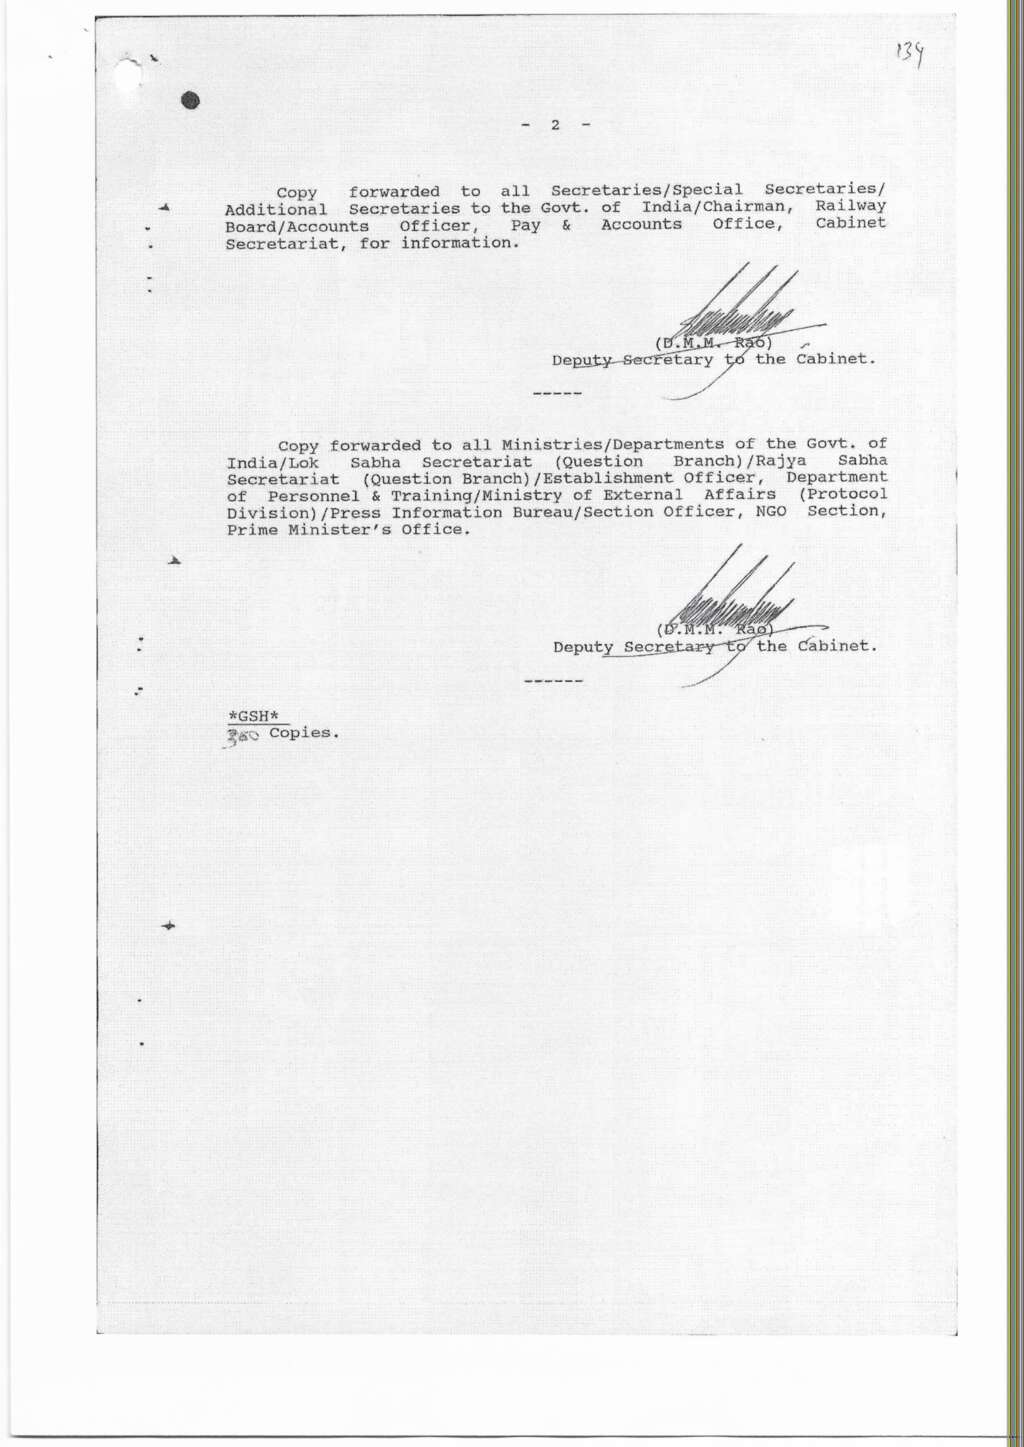 134
- 2 -
Copy forwarded to all Secretaries/Special Secretaries/
Additional Secretaries to the Govt. of India/Chairman, Railway
Board/Accounts Officer, Pay & Accounts Office, Cabinet
Secretariat, for information.
(D.M.M. Rao)
Deputy Secretary to the Cabinet.
-----
Copy forwarded to all Ministries/Departments of the Govt. of
India/Lok Sabha Secretariat (Question Branch)/Rajya Sabha
Secretariat (Question Branch)/Establishment Officer, Department
of Personnel & Training/Ministry of External Affairs (Protocol
Division)/Press Information Bureau/Section Officer, NGO Section,
Prime Minister's Office.
(D.M.M. Rao)
Deputy Secretary to the Cabinet.
------
*GSH*
Copies.